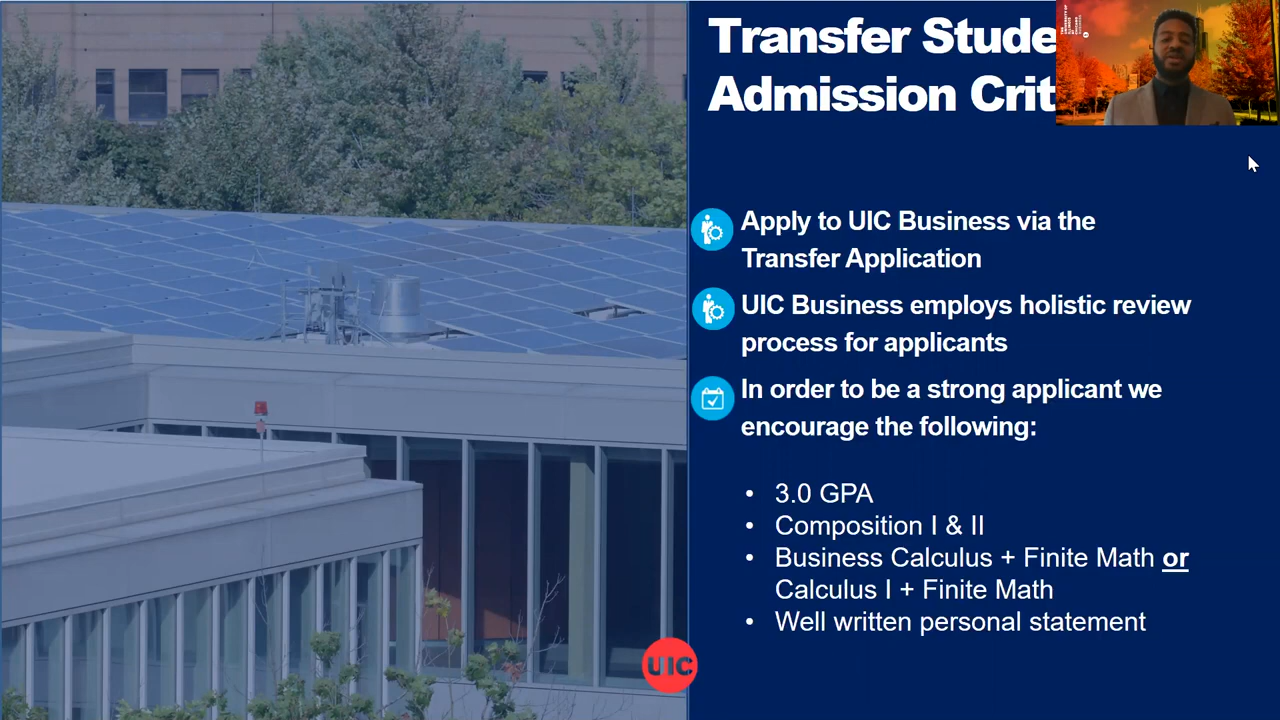 Transfer Stude
Admission Crit
Apply to UIC Business via the
Transfer Application
UIC Business employs holistic review
process for applicants
In order to be a strong applicant we
encourage the following:
• 3.0 GPA
• Composition I & II
• Business Calculus + Finite Math or
Calculus I + Finite Math
• Well written personal statement
UIC